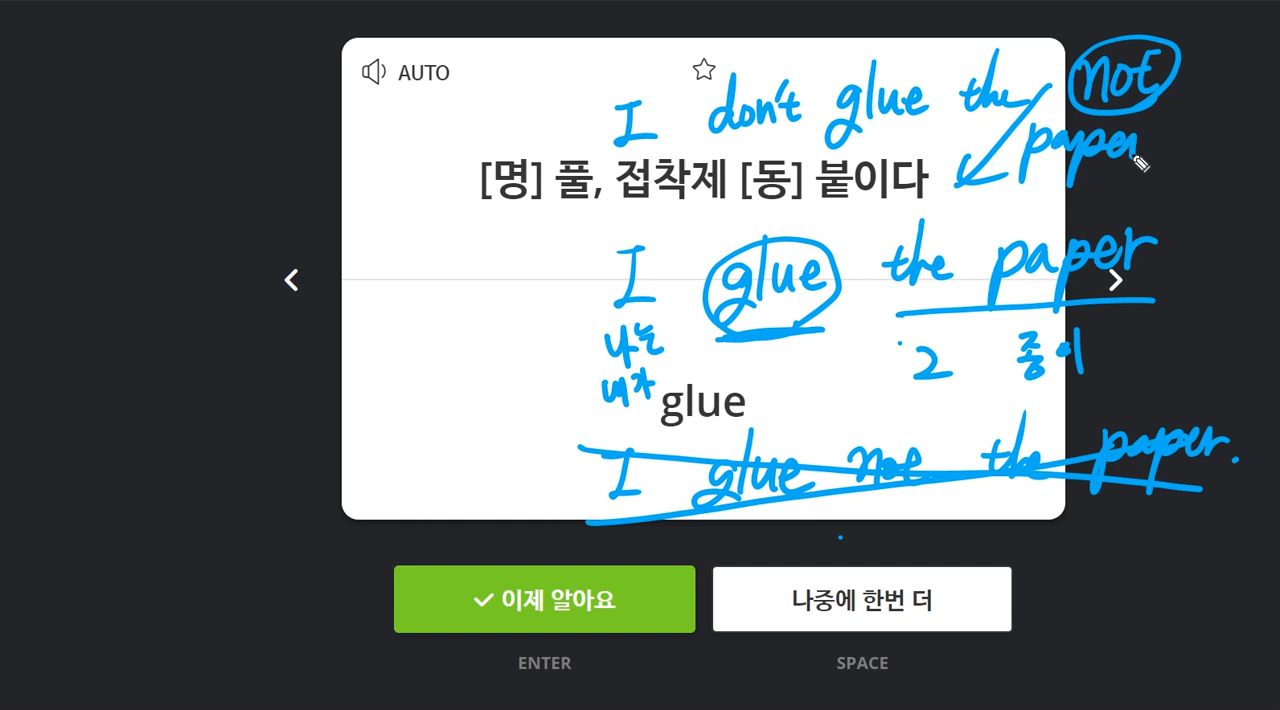 AUTO
I don't glue the paper
not
[명] 풀, 접착제 [동] 붙이다
I glue the paper
나는
내가
2 종이
glue
I glue not the paper.
이제 알아요
나중에 한번 더
ENTER
SPACE